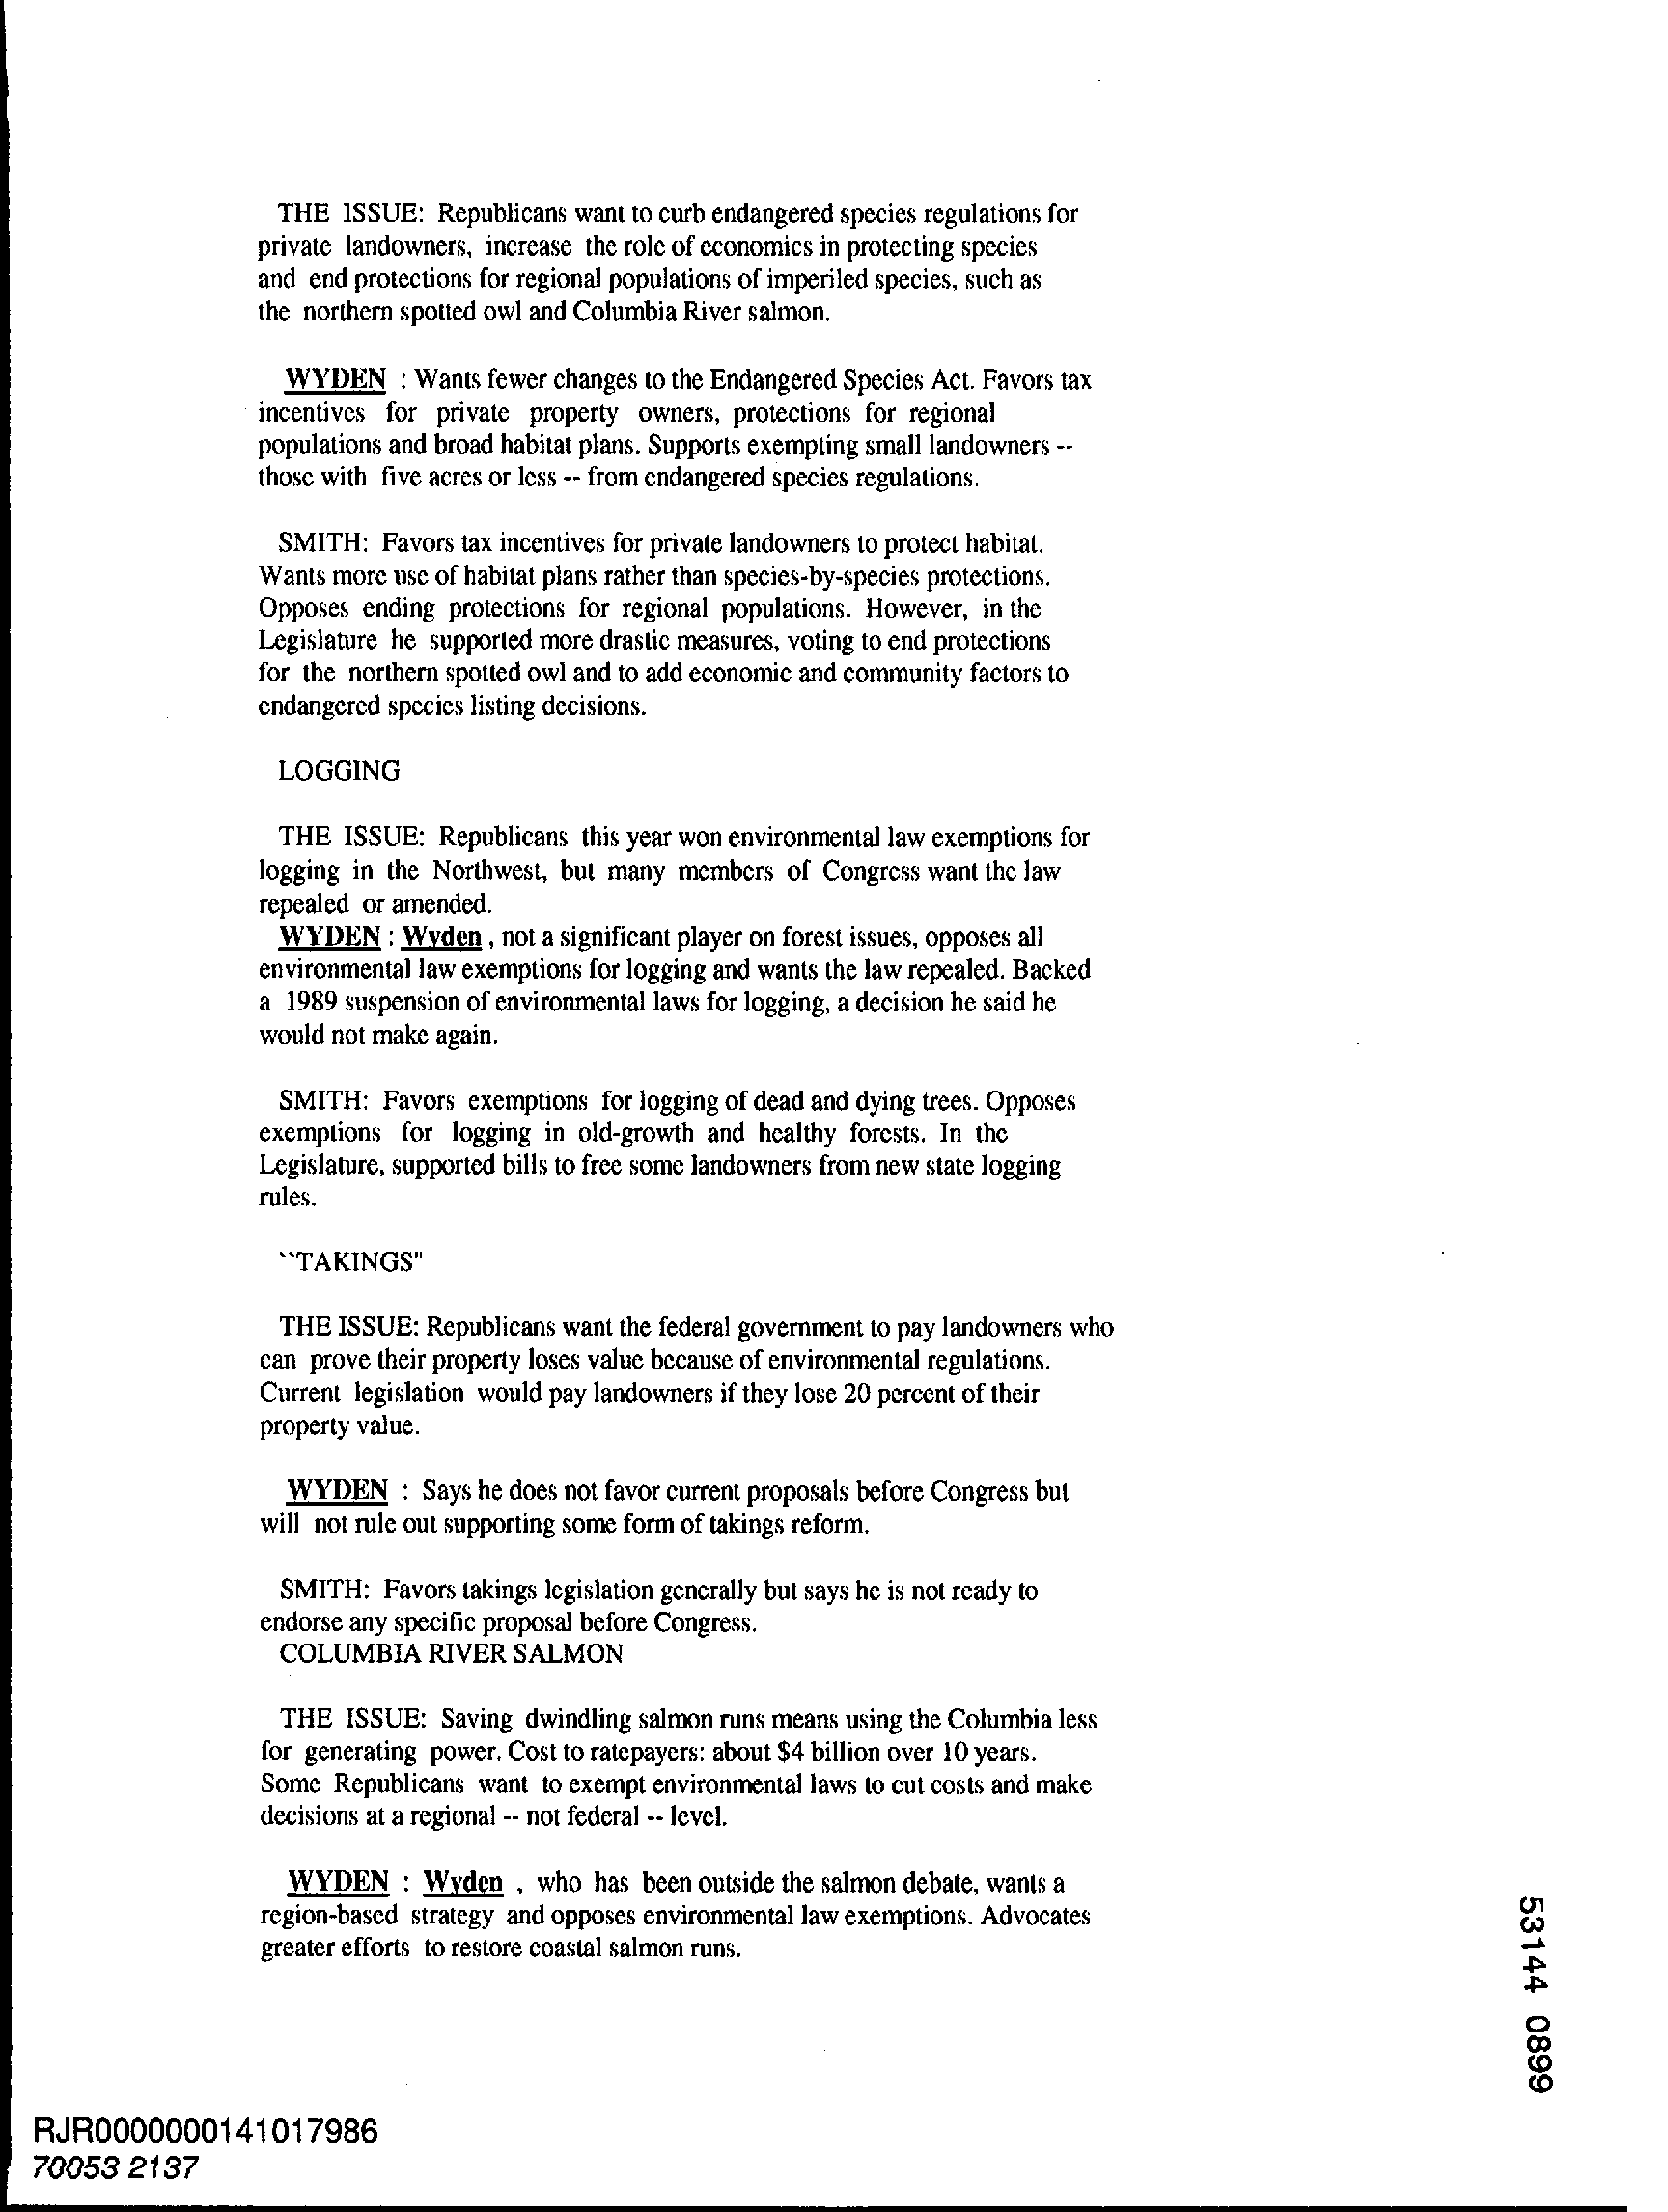 THE ISSUE: Republicans want to curb endangered species regulations for
private landowners, increase the role of economics in protecting species
and end protections for regional populations of imperiled species, such as
the northern spotted owl and Columbia River salmon.
WYDEN : Wants fewer changes to the Endangered Species Act. Favors tax
incentives for private property owners, protections for regional
populations and broad habitat plans. Supports exempting small landowners --
those with five acres or less -- from endangered species regulations.
SMITH: Favors tax incentives for private landowners to protect habitat.
Wants more use of habitat plans rather than species-by-species protections.
Opposes ending protections for regional populations. However, in the
Legislature he supported more drastic measures, voting to end protections
for the northern spotted owl and to add economic and community factors to
endangered species listing decisions.
LOGGING
THE ISSUE: Republicans this year won environmental law exemptions for
logging in the Northwest, but many members of Congress want the law
repealed or amended.
WYDEN : Wyden , not a significant player on forest issues, opposes all
environmental law exemptions for logging and wants the law repealed. Backed
a 1989 suspension of environmental laws for logging, a decision he said he
would not make again.
SMITH: Favors exemptions for logging of dead and dying trees. Opposes
exemptions for logging in old-growth and healthy forests. In the
Legislature, supported bills to free some landowners from new state logging
rules.
``TAKINGS"
THE ISSUE: Republicans want the federal government to pay landowners who
can prove their property loses value because of environmental regulations.
Current legislation would pay landowners if they lose 20 percent of their
property value.
WYDEN : Says he does not favor current proposals before Congress but
will not rule out supporting some form of takings reform.
SMITH: Favors takings legislation generally but says he is not ready to
endorse any specific proposal before Congress.
COLUMBIA RIVER SALMON
THE ISSUE: Saving dwindling salmon runs means using the Columbia less
for generating power. Cost to ratepayers: about $4 billion over 10 years.
Some Republicans want to exempt environmental laws to cut costs and make
decisions at a regional -- not federal -- level.
WYDEN : Wyden , who has been outside the salmon debate, wants a
region-based strategy and opposes environmental law exemptions. Advocates
greater efforts to restore coastal salmon runs.
53144 0899
RJR0000000141017986
70053 2137